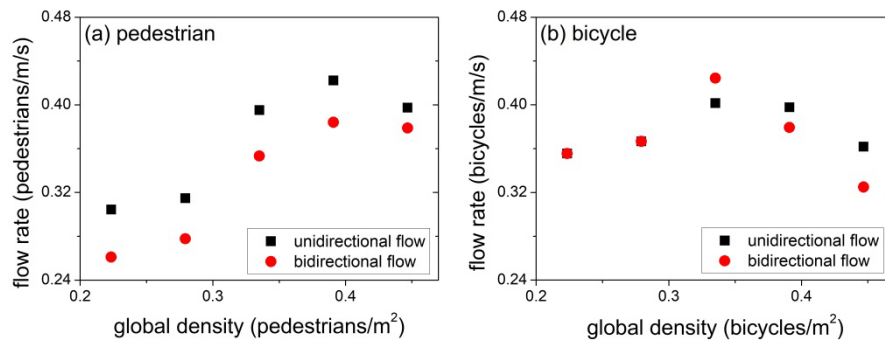 (a) pedestrian
flow rate (pedestrians/m/s)
0.48
0.40
0.32
0.24
unidirectional flow
bidirectional flow
0.2
0.3
0.4
global density (pedestrians/m²)
(b) bicycle
flow rate (bicycles/m/s)
0.48
0.40
0.32
0.24
unidirectional flow
bidirectional flow
0.2
0.3
0.4
global density (bicycles/m²)